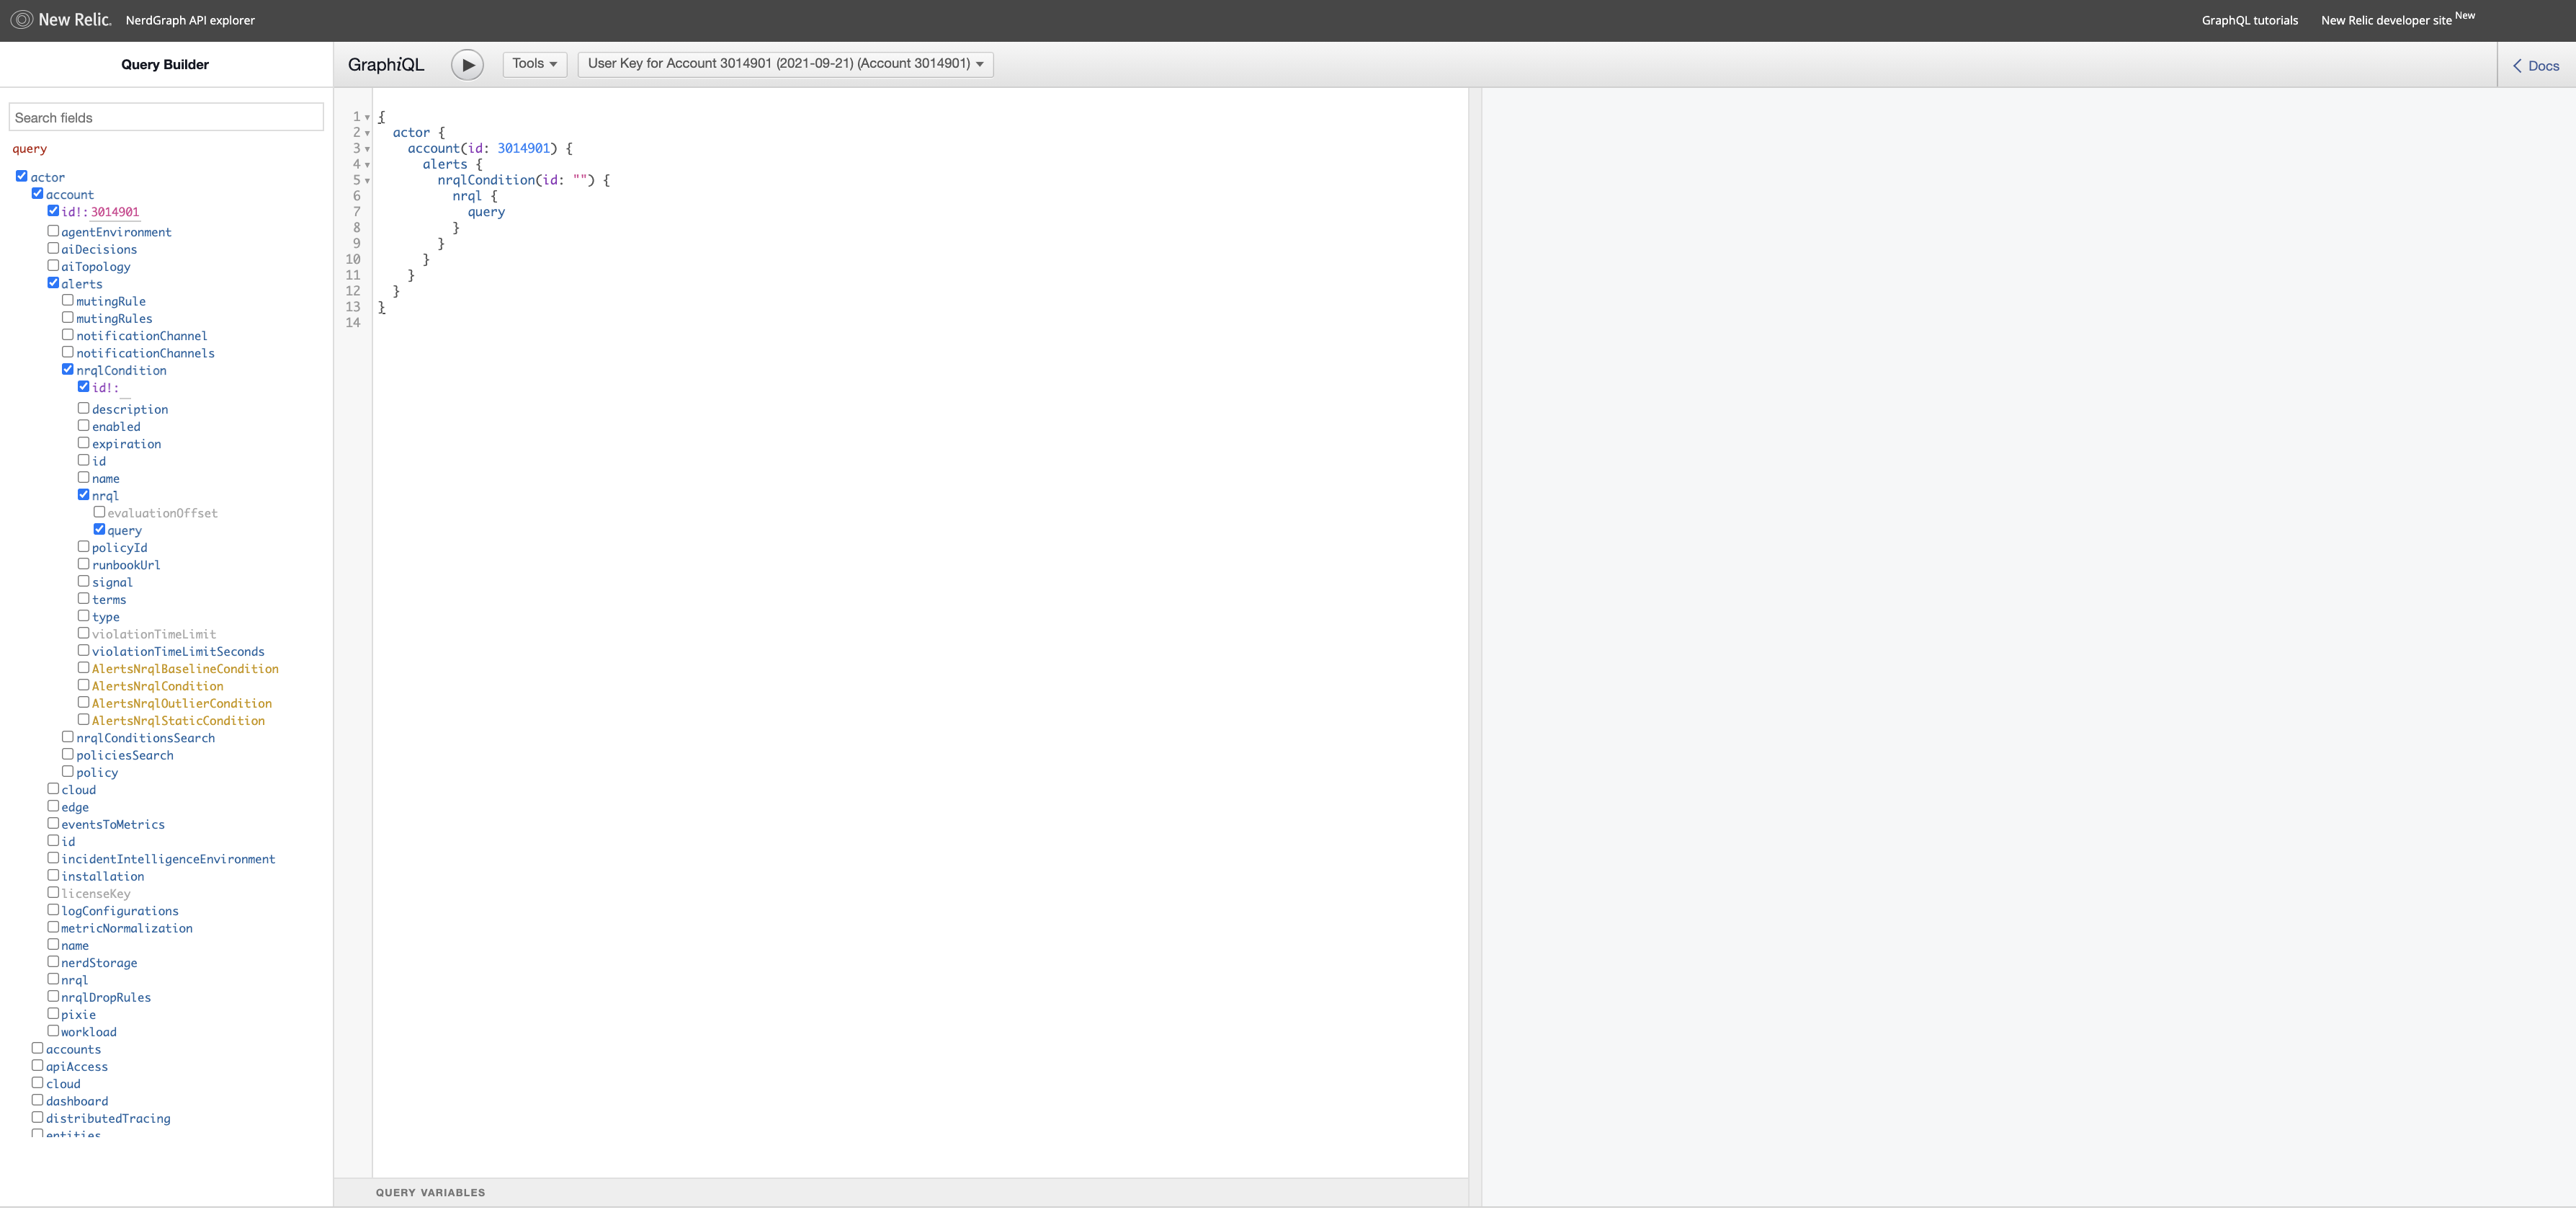 New Relic. NerdGraph API explorer GraphQL tutorials New Relic developer site New
Query Builder
GraphiQL Tools User Key for Account 3014901 (2021-09-21) (Account 3014901) Docs
Search fields
query
actor
account
id!: 3014901
agentEnvironment
aiDecisions
aiTopology
alerts
mutingRule
mutingRules
notificationChannel
notificationChannels
nrqlCondition
id!:
description
enabled
expiration
id
name
nrql
evaluationOffset
query
policyId
runbookUrl
signal
terms
type
violationTimeLimit
violationTimeLimitSeconds
AlertsNrqlBaselineCondition
AlertsNrqlCondition
AlertsNrqlOutlierCondition
AlertsNrqlStaticCondition
nrqlConditionsSearch
policiesSearch
policy
cloud
edge
eventsToMetrics
id
incidentIntelligenceEnvironment
installation
licenseKey
logConfigurations
metricNormalization
name
nerdStorage
nrql
nrqlDropRules
pixie
workload
accounts
apiAccess
cloud
dashboard
distributedTracing
entities
1 {
2 actor {
3 account(id: 3014901) {
4 alerts {
5 nrqlCondition(id: "") {
6 nrql {
7 query
8 }
9 }
10 }
11 }
12 }
13 }
14
QUERY VARIABLES